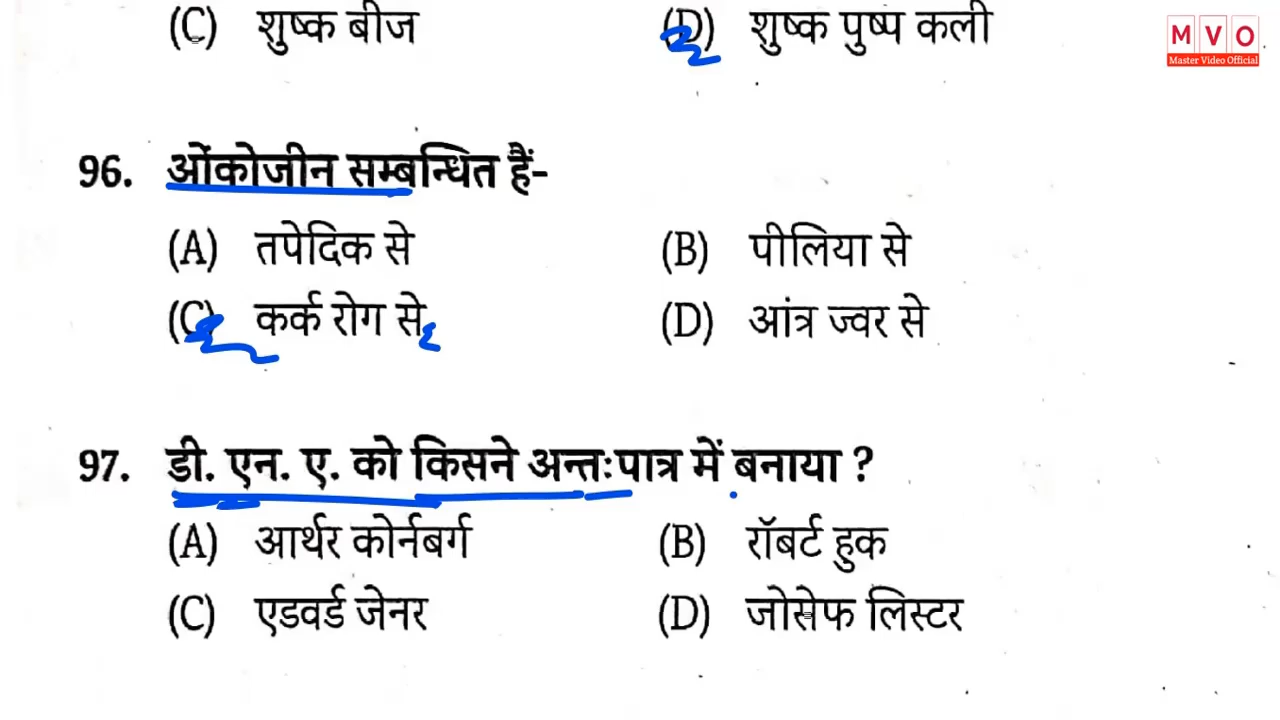 (C) शुष्क बीज (D) शुष्क पुष्प कली
M V O
Master Video Official
96. ओंकोजीन सम्बन्धित हैं-
(A) तपेदिक से (B) पीलिया से
(C) कर्क रोग से (D) आंत्र ज्वर से
97. डी. एन. ए. को किसने अन्तःपात्र में बनाया ?
(A) आर्थर कोर्नबर्ग (B) रॉबर्ट हुक
(C) एडवर्ड जेनर (D) जोसेफ लिस्टर